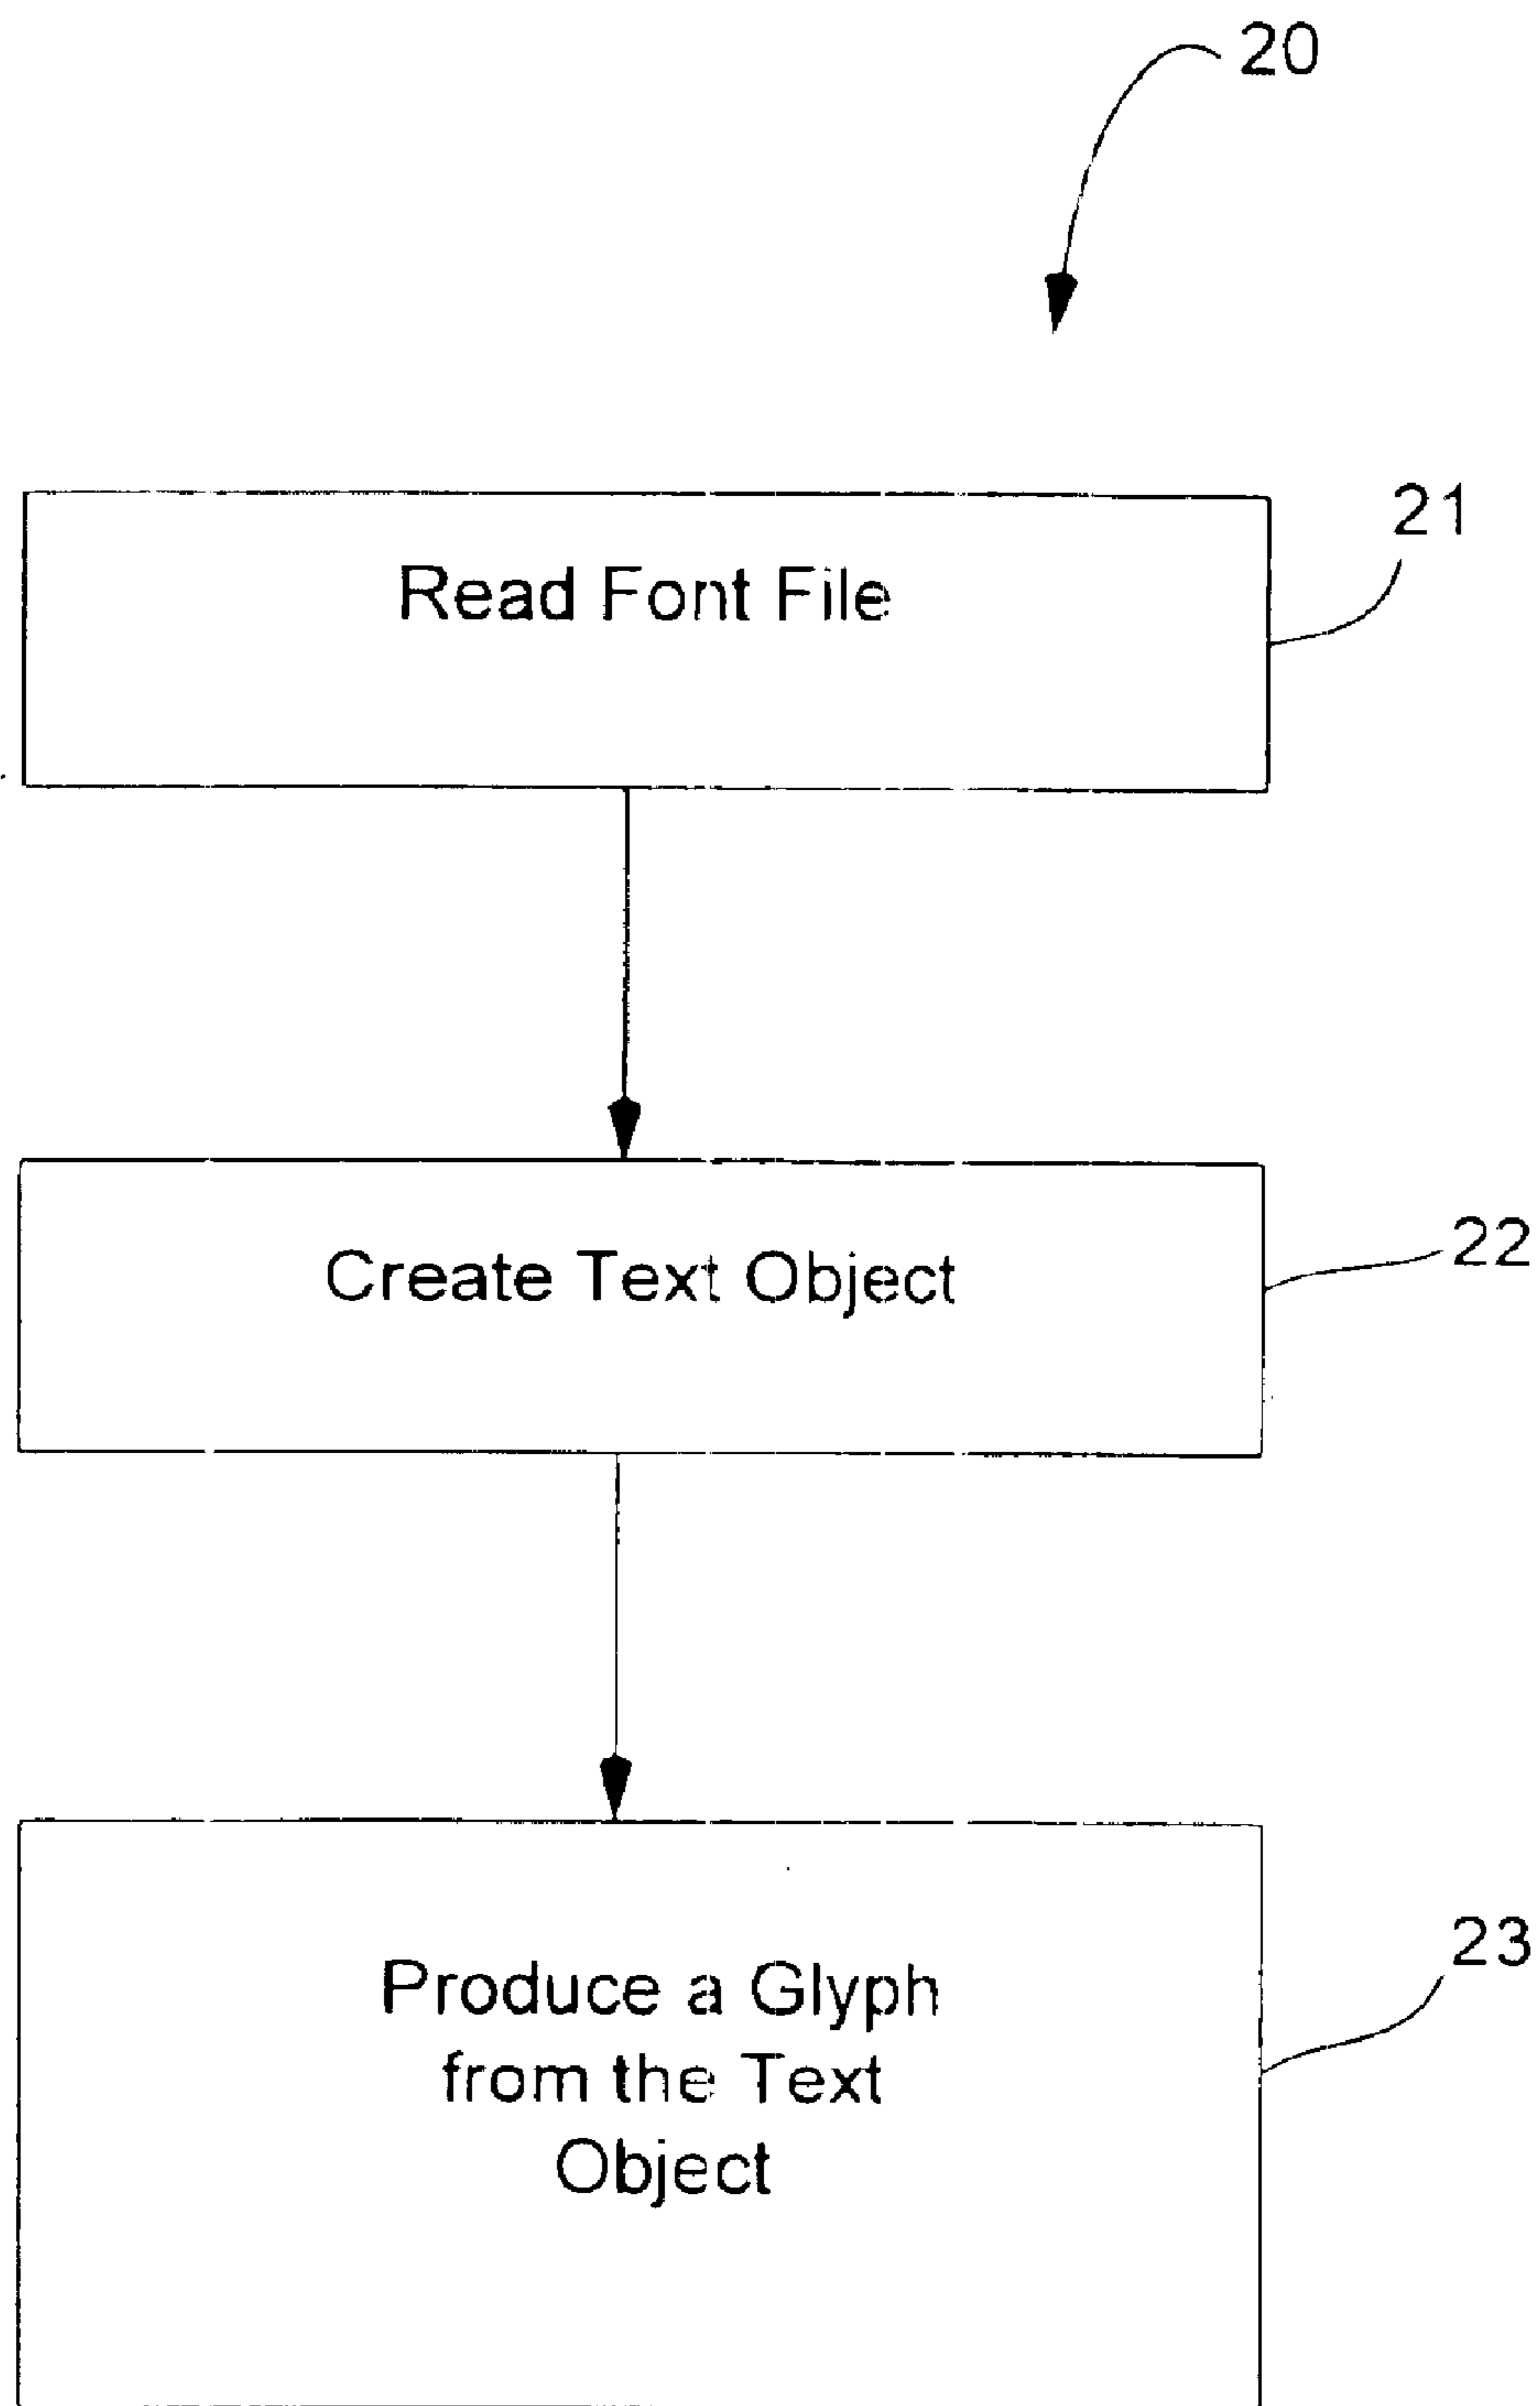 20
21
Read Font File
22
Create Text Object
23
Produce a Glyph
from the Text
Object